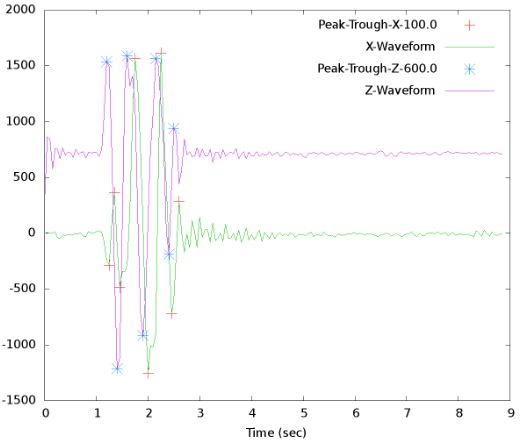 2000
Peak-Trough-X-100.0
X-Waveform
1500
Peak-Trough-Z-600.0
Z-Waveform
1000
500
0
-500
-1000
-1500
0 1 2 3 4 5 6 7 8 9
Time (sec)